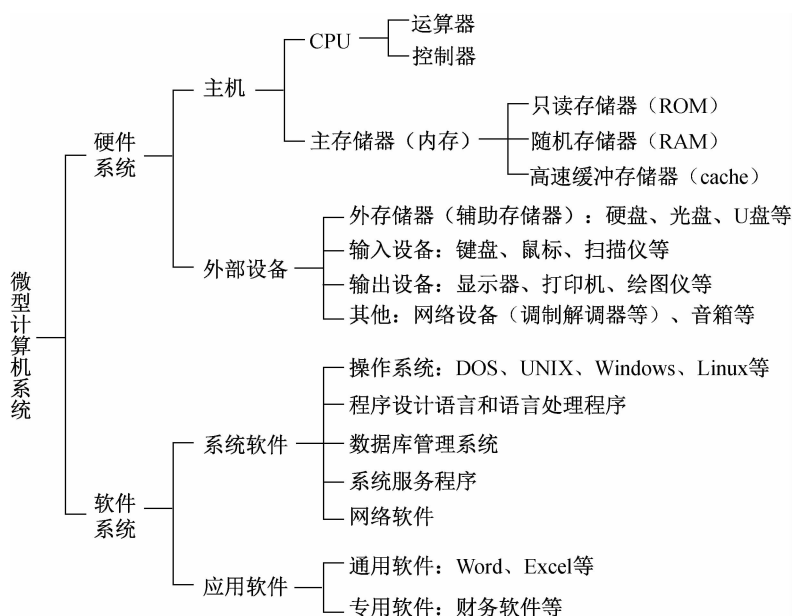 微型计算机系统
硬件
系统
主机
CPU
运算器
控制器
主存储器（内存）
只读存储器（ROM）
随机存储器（RAM）
高速缓冲存储器（cache）
外部设备
外存储器（辅助存储器）：硬盘、光盘、U盘等
输入设备：键盘、鼠标、扫描仪等
输出设备：显示器、打印机、绘图仪等
其他：网络设备（调制解调器等）、音箱等
软件
系统
系统软件
操作系统：DOS、UNIX、Windows、Linux等
程序设计语言和语言处理程序
数据库管理系统
系统服务程序
网络软件
应用软件
通用软件：Word、Excel等
专用软件：财务软件等